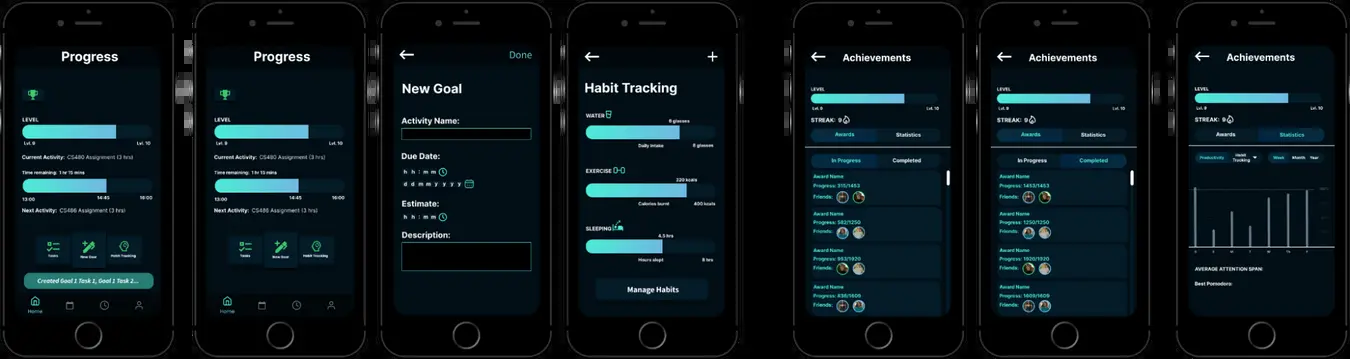 Progress
LEVEL
Lvl. 9
Lvl. 10
Current Activity: CS480 Assignment (3 hrs)
Time remaining: 1 hr 15 mins
13:00
14:45
16:00
Next Activity: CS486 Assignment (3 hrs)
Tasks
New Goal
Habit Tracking
Created Goal 1 Task 1, Goal 1 Task 2...
Home
Progress
LEVEL
Lvl. 9
Lvl. 10
Current Activity: CS480 Assignment (3 hrs)
Time remaining: 1 hr 15 mins
13:00
14:45
16:00
Next Activity: CS486 Assignment (3 hrs)
Tasks
New Goal
Habit Tracking
Home
Done
New Goal
Activity Name:
Due Date:
h h : m m
d d m m y y y y
Estimate:
h h : m m
Description:
Habit Tracking
WATER
6 glasses
Daily intake
8 glasses
EXERCISE
320 kcals
Calories burnt
400 kcals
SLEEPING
4.5 hrs
Hours slept
8 hrs
Manage Habits
Achievements
LEVEL
Lvl. 9
Lvl. 10
STREAK: 9
Awards
Statistics
In Progress
Completed
Award Name
Progress: 315/1453
Friends:
Award Name
Progress: 582/1250
Friends:
Award Name
Progress: 983/1920
Friends:
Award Name
Progress: 838/1609
Friends:
Achievements
LEVEL
Lvl. 9
Lvl. 10
STREAK: 9
Awards
Statistics
In Progress
Completed
Award Name
Progress: 1453/1453
Friends:
Award Name
Progress: 1250/1250
Friends:
Award Name
Progress: 1920/1920
Friends:
Award Name
Progress: 1609/1609
Friends:
Achievements
LEVEL
Lvl. 9
Lvl. 10
STREAK: 9
Awards
Statistics
Productivity
Habit
Tracking
Week
Month
Year
AVERAGE ATTENTION SPAN:
Best Pomodoro: